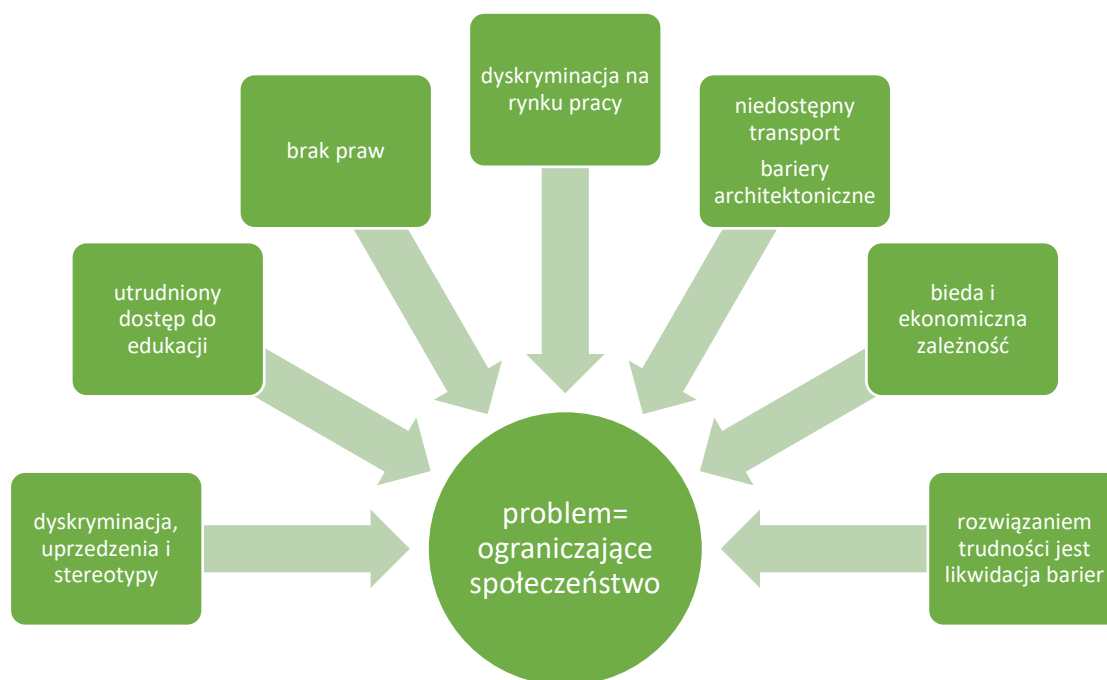 dyskryminacja,
uprzedzenia i
stereotypy
utrudniony
dostęp do
edukacji
brak praw
dyskryminacja na
rynku pracy
niedostępny
transport
bariery
architektoniczne
bieda i
ekonomiczna
zależność
rozwiązaniem
trudności jest
likwidacja barier
problem=
ograniczające
społeczeństwo